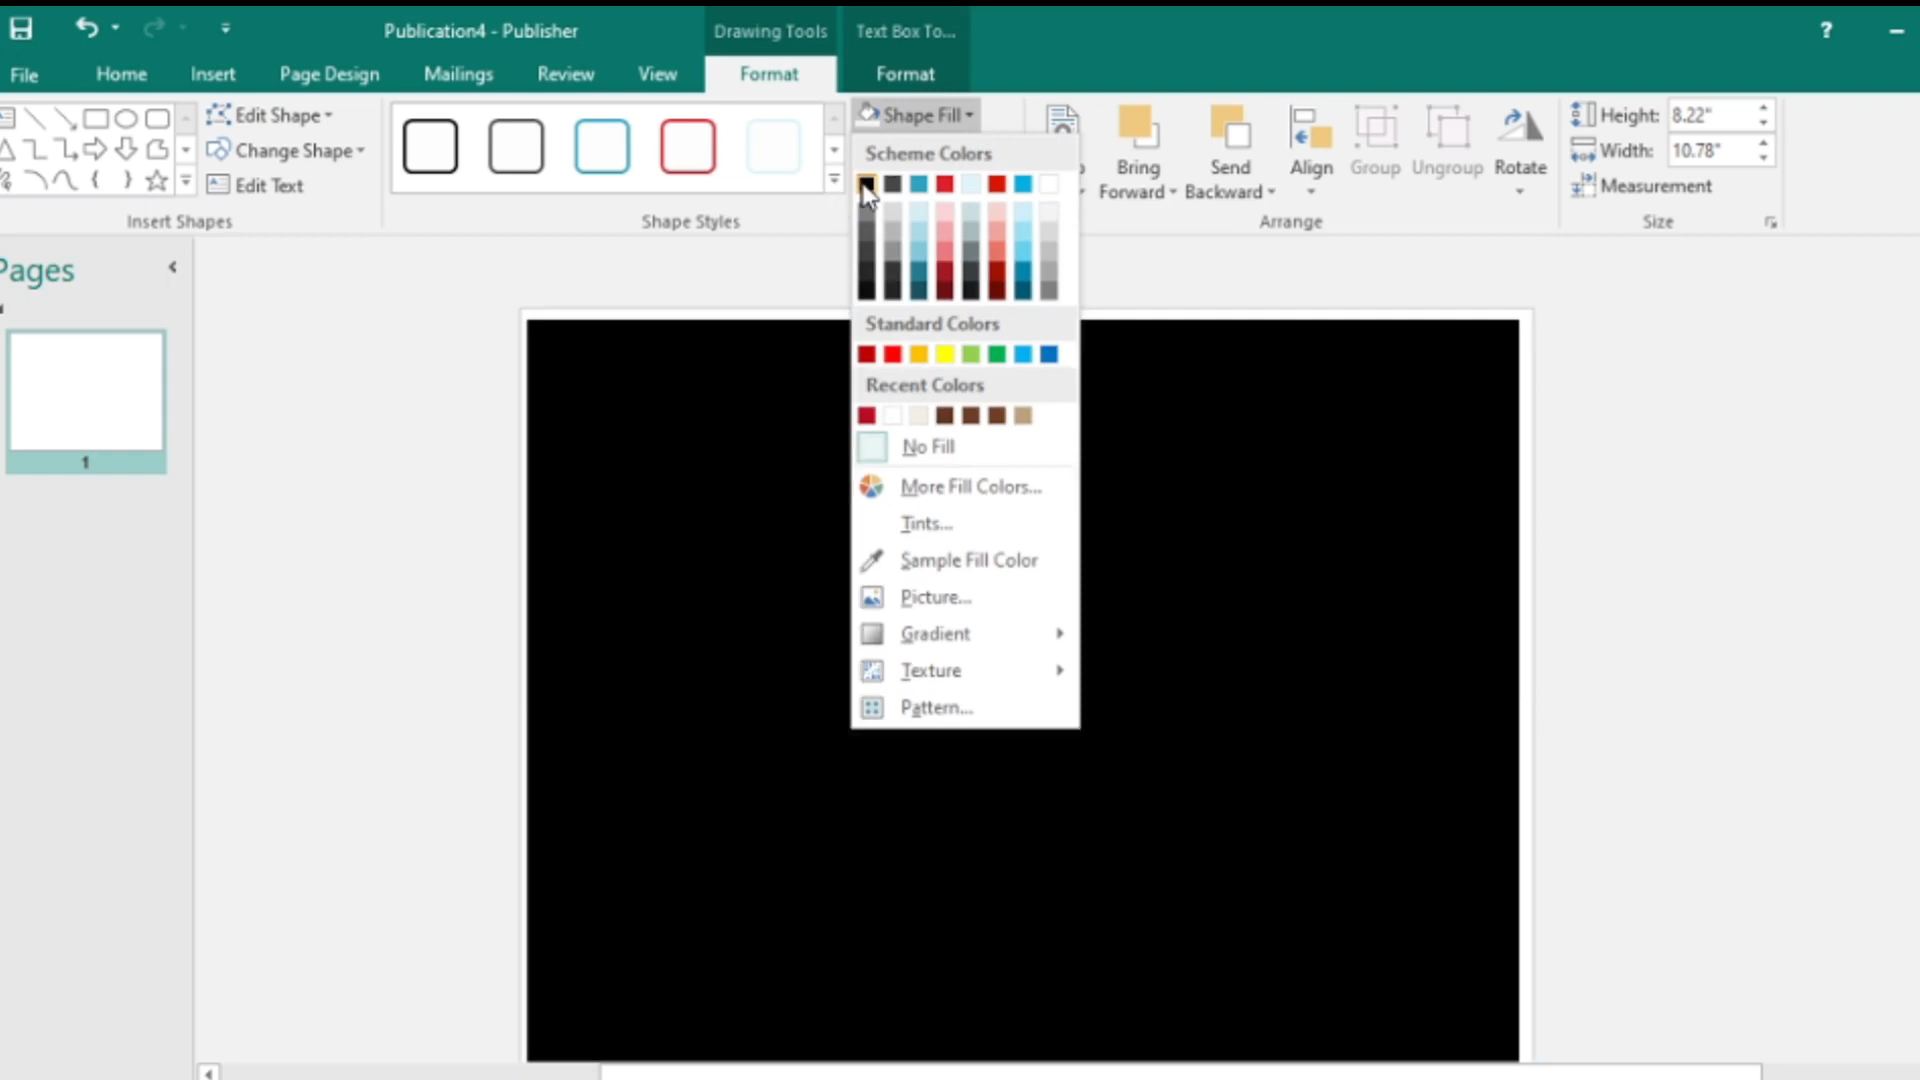 Publication4 - Publisher
Drawing Tools
Text Box To...
?
File
Home
Insert
Page Design
Mailings
Review
View
Format
Format
Edit Shape
Change Shape
Edit Text
Insert Shapes
Shape Styles
Shape Fill
Scheme Colors
Standard Colors
Recent Colors
No Fill
More Fill Colors...
Tints...
Sample Fill Color
Picture...
Gradient
Texture
Pattern...
Bring
Forward
Send
Backward
Align
Group
Ungroup
Rotate
Arrange
Height: 8.22"
Width: 10.78"
Measurement
Size
Pages
1